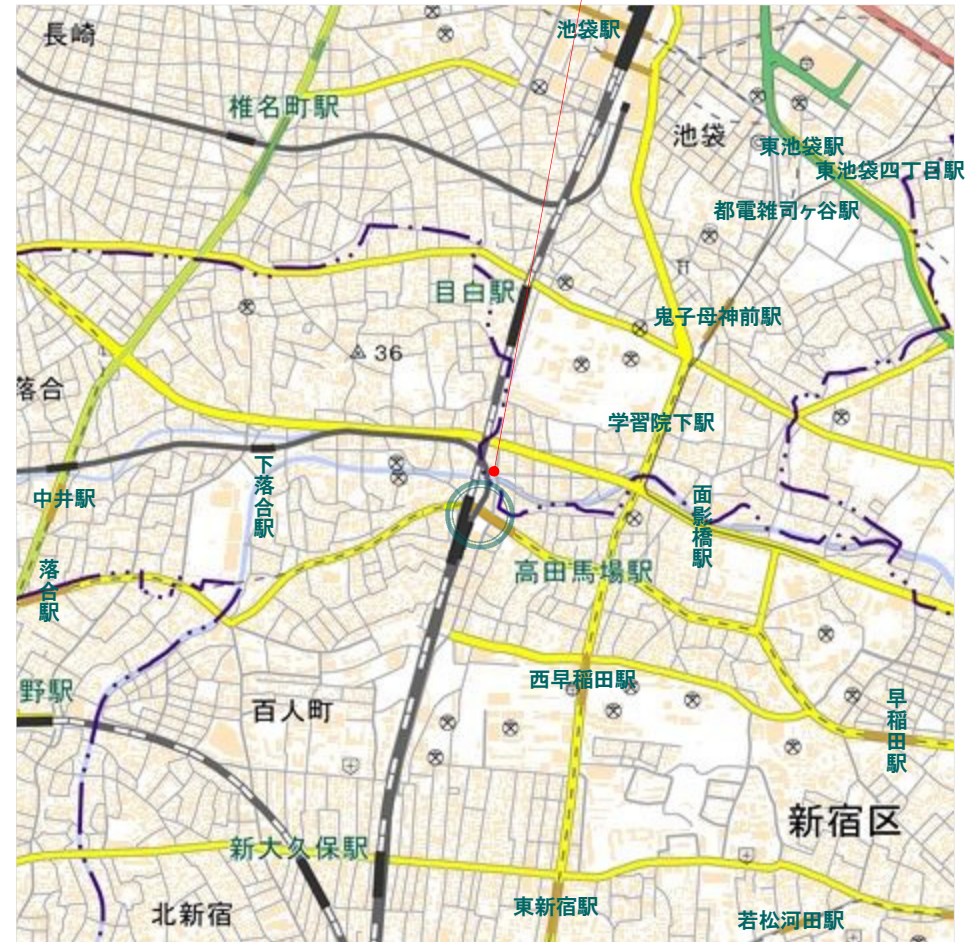 池袋駅
長崎
椎名町駅
池袋
東池袋駅
東池袋四丁目駅
都電雑司ヶ谷駅
目白駅
鬼子母神前駅
36
落合
学習院下駅
下落合駅
中井駅
面影橋駅
落合駅
高田馬場駅
西早稲田駅
野駅
百人町
早稲田駅
新宿区
新大久保駅
北新宿
東新宿駅
若松河田駅